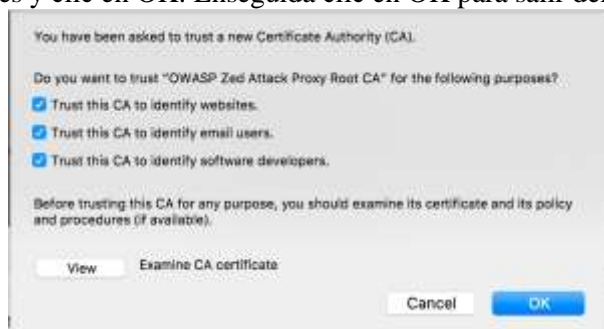 es y clic en OK. Enseguida clic en OK para salir de
You have been asked to trust a new Certificate Authority (CA).
Do you want to trust "OWASP Zed Attack Proxy Root CA" for the following purposes?
Trust this CA to identify websites.
Trust this CA to identify email users.
Trust this CA to identify software developers.
Before trusting this CA for any purpose, you should examine its certificate and its policy
and procedures (if available).
View Examine CA certificate
Cancel OK